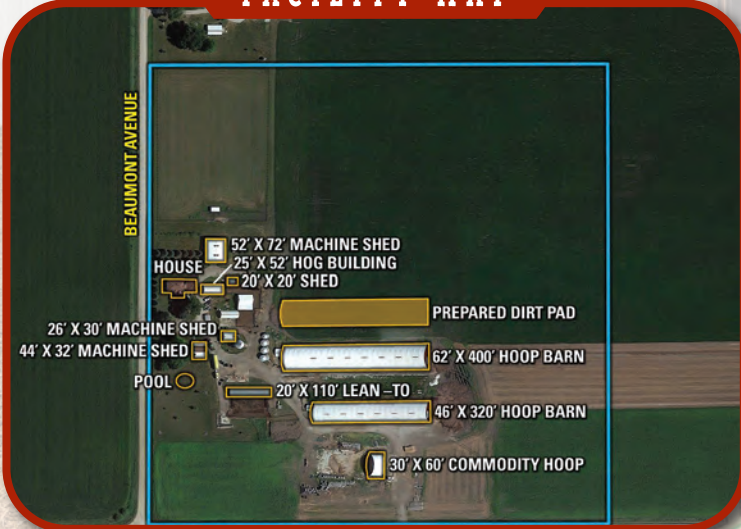 FACILITY MAP
BEAUMONT AVENUE
52' X 72' MACHINE SHED
25' X 52' HOG BUILDING
HOUSE
20' X 20' SHED
PREPARED DIRT PAD
26' X 30' MACHINE SHED
44' X 32' MACHINE SHED
62' X 400' HOOP BARN
POOL
20' X 110' LEAN –TO
46' X 320' HOOP BARN
30' X 60' COMMODITY HOOP